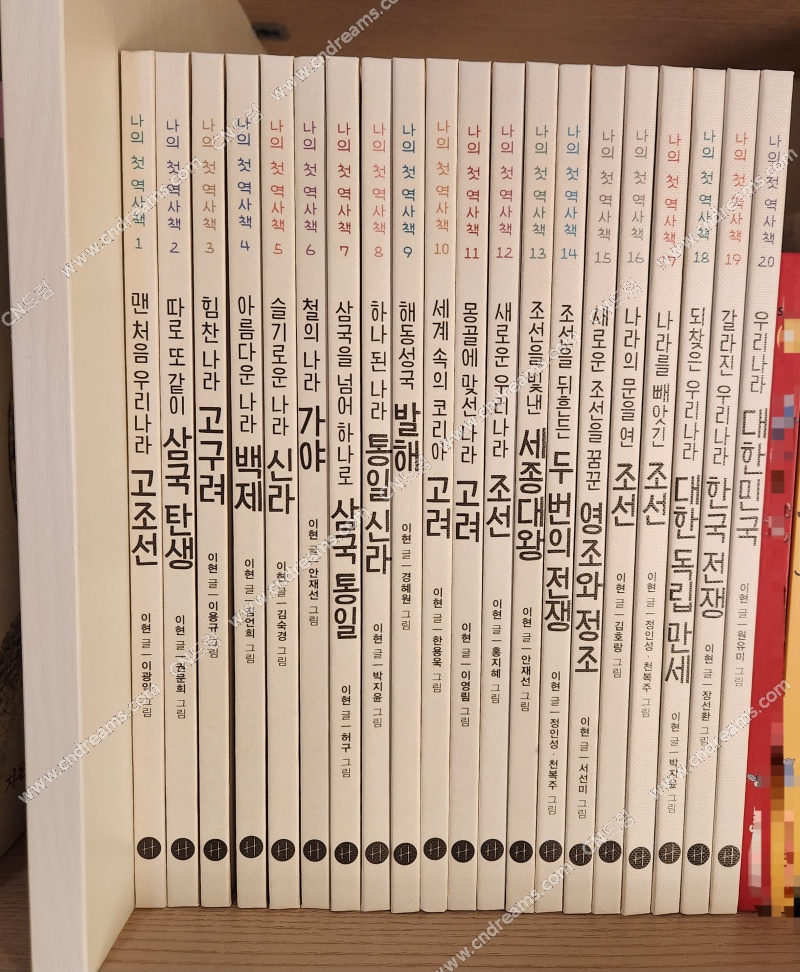 나의 첫 역사책 1 맨 처음 우리나라 고조선 이현 글 | 이광익 그림
나의 첫 역사책 2 따로 또 같이 삼국 탄생 이현 글 | 권문희 그림
나의 첫 역사책 3 힘찬 나라 고구려 이현 글 | 이용규 그림
나의 첫 역사책 4 아름다운 나라 백제 이현 글 | 김언희 그림
나의 첫 역사책 5 슬기로운 나라 신라 이현 글 | 김숙경 그림
나의 첫 역사책 6 철의 나라 가야 이현 글 | 안재선 그림
나의 첫 역사책 7 삼국을 넘어 하나로 삼국 통일 이현 글 | 허구 그림
나의 첫 역사책 8 하나 된 나라 통일 신라 이현 글 | 박지윤 그림
나의 첫 역사책 9 해동성국 발해 이현 글 | 경혜원 그림
나의 첫 역사책 10 세계 속의 코리아 고려 이현 글 | 한용욱 그림
나의 첫 역사책 11 몽골에 맞선 나라 고려 이현 글 | 이영림 그림
나의 첫 역사책 12 새로운 우리나라 조선 이현 글 | 홍지혜 그림
나의 첫 역사책 13 조선을 빛낸 세종대왕 이현 글 | 안재선 그림
나의 첫 역사책 14 조선을 뒤흔든 두 번의 전쟁 이현 글 | 정인성·천복주 그림
나의 첫 역사책 15 새로운 조선을 꿈꾼 영조와 정조 이현 글 | 서선미 그림
나의 첫 역사책 16 나라의 문을 연 조선 이현 글 | 김호랑 그림
나의 첫 역사책 17 나라를 빼앗긴 조선 이현 글 | 정인성·천복주 그림
나의 첫 역사책 18 되찾은 우리나라 대한 독립 만세 이현 글 | 박지윤 그림
나의 첫 역사책 19 갈라진 우리나라 한국 전쟁 이현 글 | 장선환 그림
나의 첫 역사책 20 우리나라 대한민국 이현 글 | 원유미 그림
CN드림
www.cndreams.com